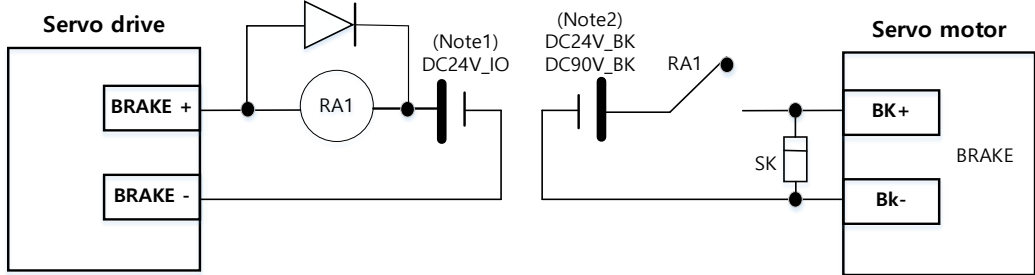 Servo drive
BRAKE +
BRAKE -
RA1
(Note1)
DC24V_IO
(Note2)
DC24V_BK
DC90V_BK
RA1
SK
Servo motor
BK+
BRAKE
Bk-